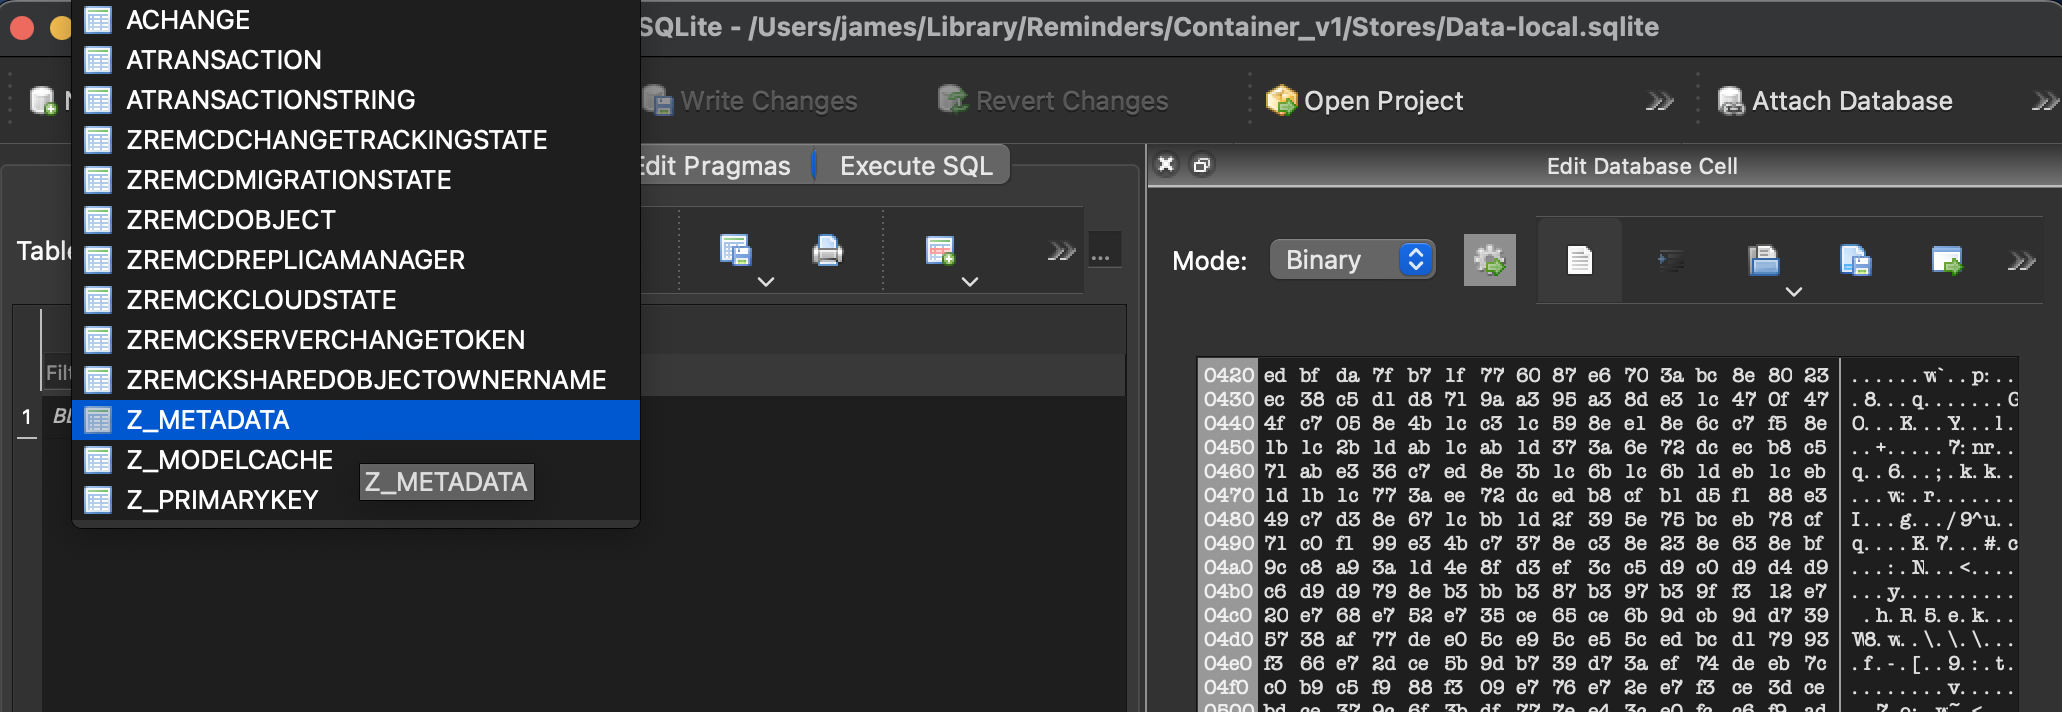 SQLite - /Users/james/Library/Reminders/Container_v1/Stores/Data-local.sqlite
ACHANGE
ATRANSACTION
ATRANSACTIONSTRING
ZREMCDCHANGETRACKINGSTATE
ZREMCDMIGRATIONSTATE
ZREMCDOBJECT
ZREMCDREPLICAMANAGER
ZREMCKCLOUDSTATE
ZREMCKSERVERCHANGETOKEN
ZREMCKSHAREDOBJECTOWNERNAME
Z_METADATA
Z_MODELCACHE
Z_PRIMARYKEY
Z_METADATA
Write Changes Revert Changes Open Project Attach Database
Edit Pragmas Execute SQL
Table
...
1
Edit Database Cell
Mode: Binary
0420 ed bf da 7f b7 1f 77 60 87 e6 70 3a bc 8e 80 23 ......w`..p:..
0430 ec 38 c5 d1 d8 71 9a a3 95 a3 8d e3 1c 47 0f 47 .8...q.......G
0440 4f c7 05 8e 4b 1c c3 1c 59 8e e1 8e 6c c7 f5 8e O...K...Y...l.
0450 1b 1c 2b 1d ab 1c ab 1d 37 3a 6e 72 dc ec b8 c5 ..+.....7:nr..
0460 71 ab e3 36 c7 ed 8e 3b 1c 6b 1c 6b 1d eb 1c eb q..6...;.k.k..
0470 1d 1b 1c 77 3a ee 72 dc ed b8 cf b1 d5 f1 88 e3 ...w:.r.......
0480 49 c7 d3 8e 67 1c bb 1d 2f 39 5e 75 bc eb 78 cf I...g.../9^u..
0490 71 c0 f1 99 e3 4b c7 37 8e c3 8e 23 8e 63 8e bf q....K.7...#.c
04a0 9c c8 a9 3a 1d 4e 8f d3 ef 3c c5 d9 c0 d9 d4 d9 ...:.N...<....
04b0 c6 d9 d9 79 8e b3 bb b3 87 b3 97 b3 9f f3 12 e7 ...y..........
04c0 20 e7 68 e7 52 e7 35 ce 65 ce 6b 9d cb 9d d7 39 .h.R.5.e.k...
04d0 57 38 af 77 de e0 5c e9 5c e5 5c ed bc d1 79 93 W8.w..\.\.\...
04e0 f3 66 e7 2d ce 5b 9d b7 39 d7 3a ef 74 de eb 7c .f.-.[..9.:.t.
04f0 c0 b9 c5 f9 88 f3 09 e7 76 e7 2e e7 f3 ce 3d ce ........v.....